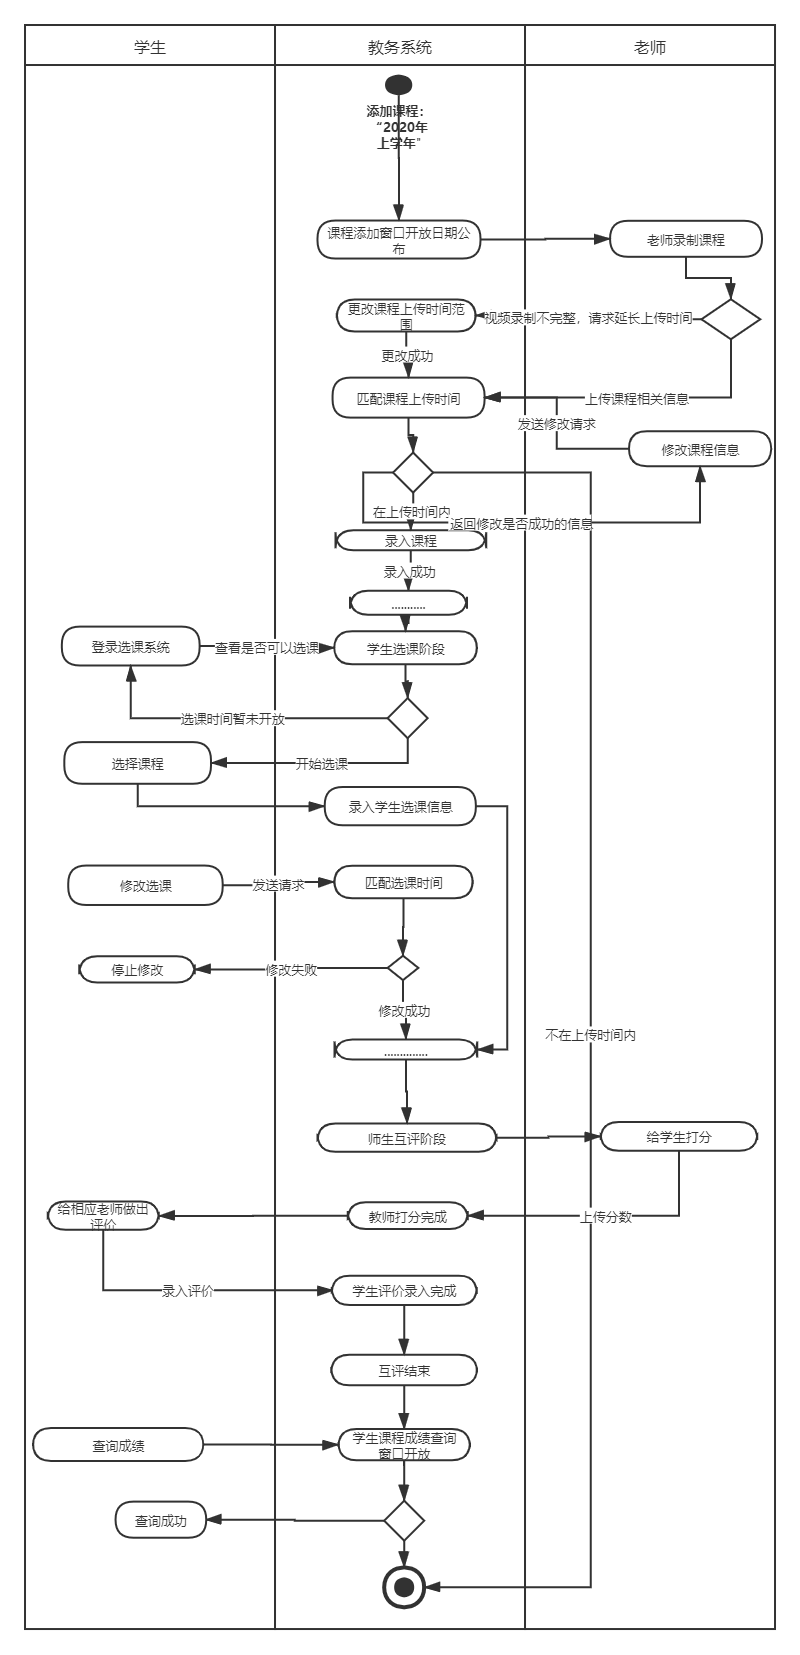 学生
教务系统
老师
添加课程：
“2020年
上学年”
课程添加窗口开放日期公
布
老师录制课程
更改课程上传时间范
围
视频录制不完整，请求延长上传时间
更改成功
匹配课程上传时间
上传课程相关信息
发送修改请求
修改课程信息
在上传时间内
返回修改是否成功的信息
录入课程
录入成功
...........
登录选课系统
查看是否可以选课
学生选课阶段
选课时间暂未开放
选择课程
开始选课
录入学生选课信息
修改选课
发送请求
匹配选课时间
停止修改
修改失败
修改成功
不在上传时间内
..............
师生互评阶段
给学生打分
给相应老师做出
评价
教师打分完成
上传分数
录入评价
学生评价录入完成
互评结束
查询成绩
学生课程成绩查询
窗口开放
查询成功